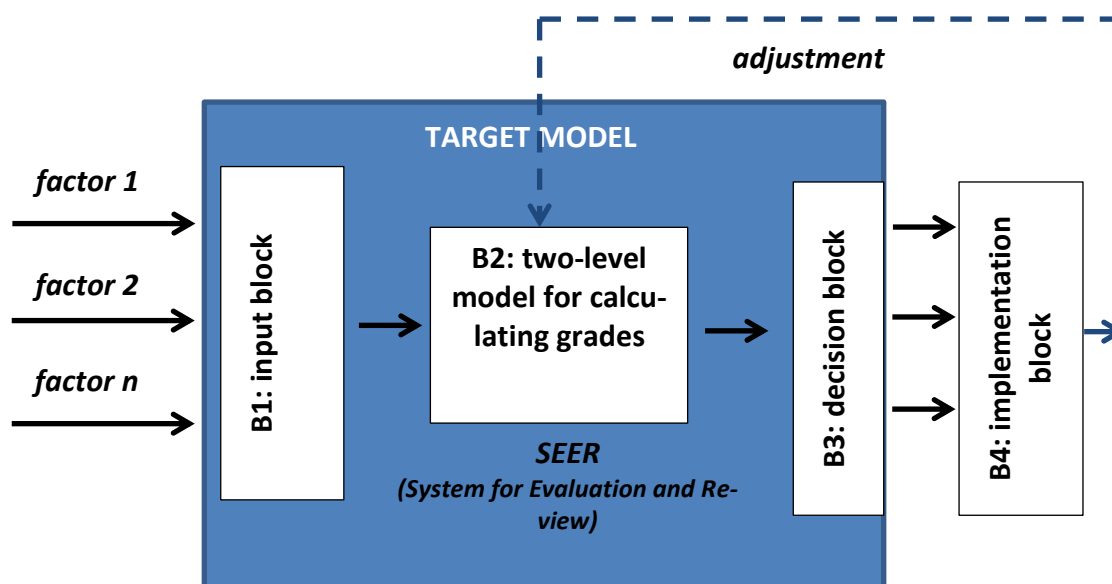 adjustment
TARGET MODEL
factor 1
factor 2
factor n
B1: input block
B2: two-level
model for calcu-
lating grades
SEER
(System for Evaluation and Re-
view)
B3: decision block
B4: implementation
block